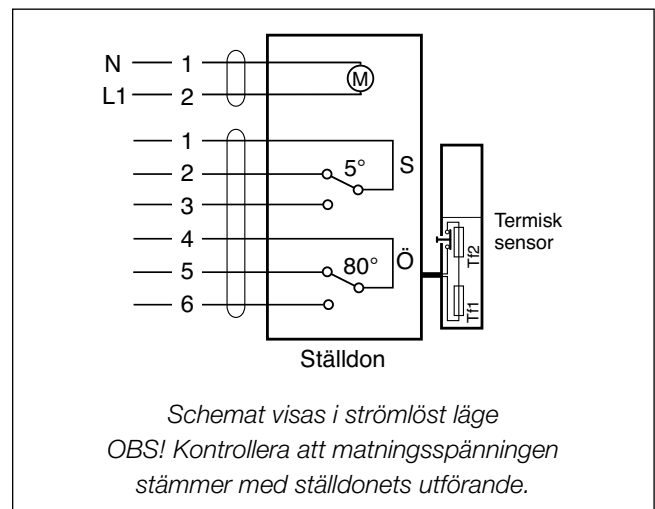 N 1
M
L1 2
1
2 5° S
3
4
5 80° Ö
6
Termisk
sensor
Tf2
Tf1
Ställdon
Schemat visas i strömlöst läge
OBS! Kontrollera att matningsspänningen
stämmer med ställdonets utförande.